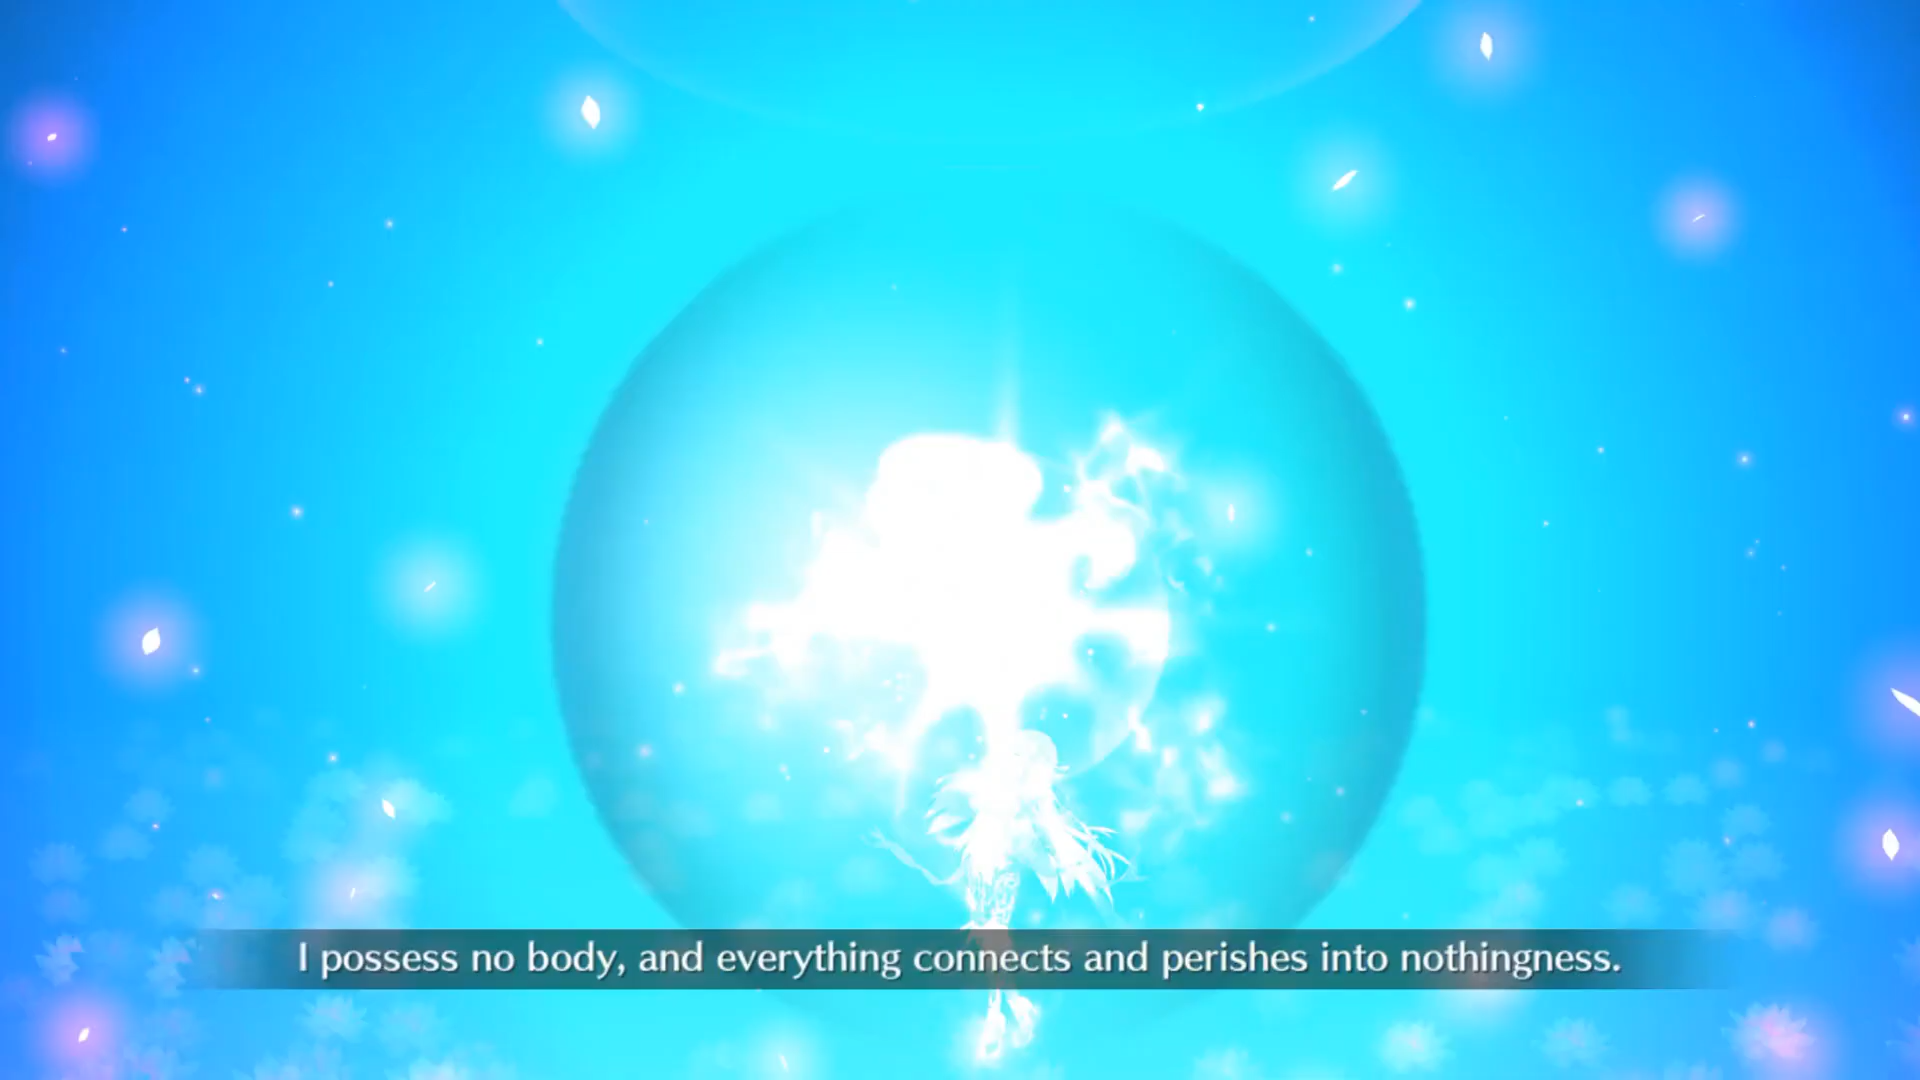 I possess no body, and everything connects and perishes into nothingness.